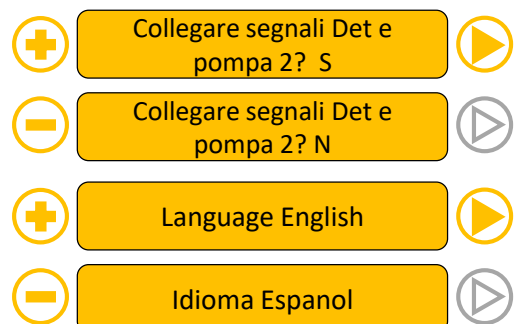 Collegare segnali Det e
pompa 2? S
Collegare segnali Det e
pompa 2? N
Language English
Idioma Espanol